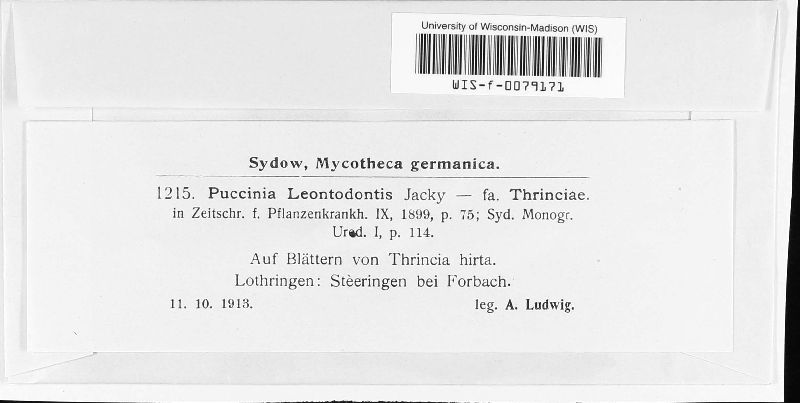 University of Wisconsin-Madison (WIS)
WIS-f-0079171
Sydow, Mycotheca germanica.
1215. Puccinia Leontodontis Jacky — fa. Thrinciae.
in Zeitschr. f. Pflanzenkrankh. IX, 1899, p. 75; Syd. Monogr.
Ured. I, p. 114.
Auf Blättern von Thrincia hirta.
Lothringen: Stèeringen bei Forbach.
11. 10. 1913. leg. A. Ludwig.